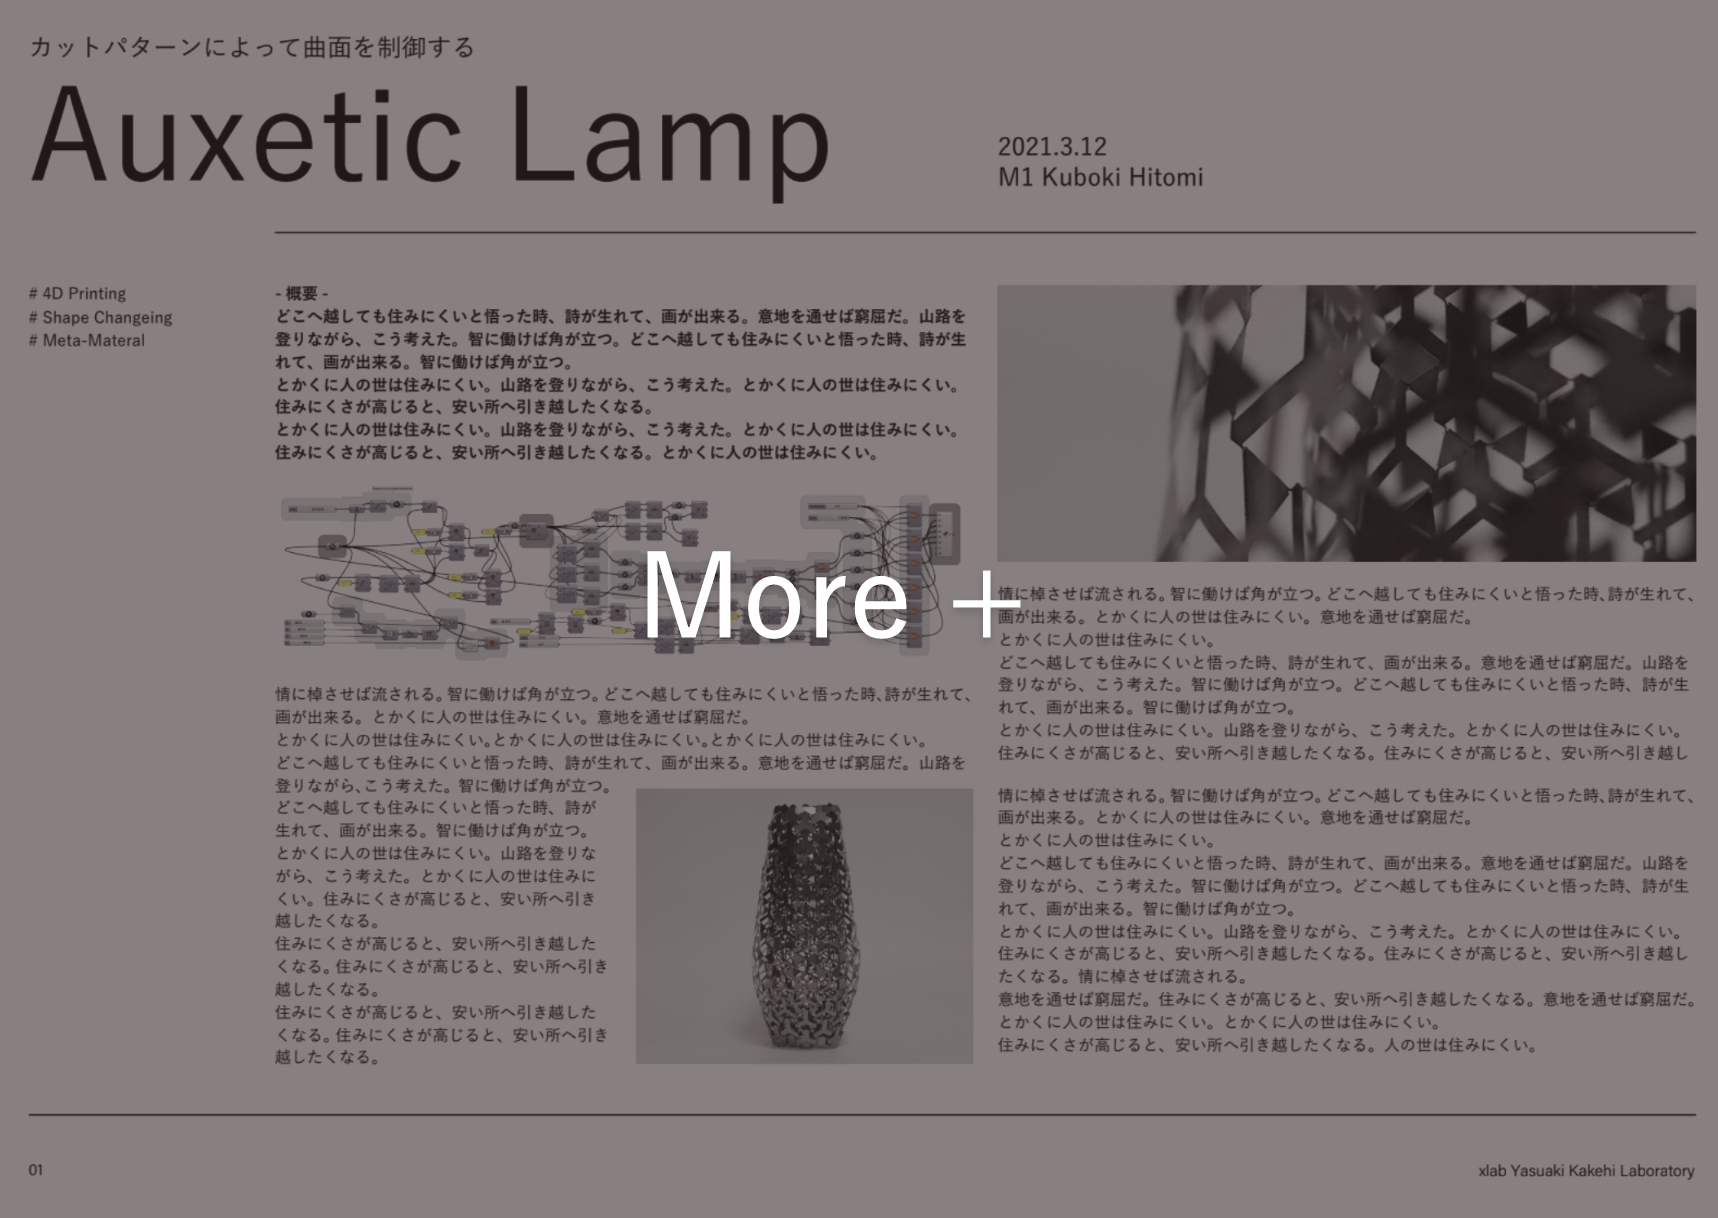 カットパターンによって曲面を制御する
Auxetic Lamp
2021.3.12
M1 Kuboki Hitomi
# 4D Printing
# Shape Changeing
# Meta-Materal
- 概要 -
どこへ越しても住みにくいと悟った時、詩が生れて、画が出来る。意地を通せば窮屈だ。山路を
登りながら、こう考えた。智に働けば角が立つ。どこへ越しても住みにくいと悟った時、詩が生
れて、画が出来る。智に働けば角が立つ。
とかくに人の世は住みにくい。山路を登りながら、こう考えた。とかくに人の世は住みにくい。
住みにくさが高じると、安い所へ引き越したくなる。
とかくに人の世は住みにくい。山路を登りながら、こう考えた。とかくに人の世は住みにくい。
住みにくさが高じると、安い所へ引き越したくなる。とかくに人の世は住みにくい。
More +
情に棹させば流される。智に働けば角が立つ。どこへ越しても住みにくいと悟った時、詩が生れて、
画が出来る。とかくに人の世は住みにくい。意地を通せば窮屈だ。
とかくに人の世は住みにくい。とかくに人の世は住みにくい。とかくに人の世は住みにくい。
どこへ越しても住みにくいと悟った時、詩が生れて、画が出来る。意地を通せば窮屈だ。山路を
登りながら、こう考えた。智に働けば角が立つ。
どこへ越しても住みにくいと悟った時、詩が
生れて、画が出来る。智に働けば角が立つ。
とかくに人の世は住みにくい。山路を登りな
がら、こう考えた。とかくに人の世は住みに
くい。住みにくさが高じると、安い所へ引き
越したくなる。
住みにくさが高じると、安い所へ引き越した
くなる。住みにくさが高じると、安い所へ引き
越したくなる。
住みにくさが高じると、安い所へ引き越した
くなる。住みにくさが高じると、安い所へ引き
越したくなる。
情に棹させば流される。智に働けば角が立つ。どこへ越しても住みにくいと悟った時、詩が生れて、
画が出来る。とかくに人の世は住みにくい。意地を通せば窮屈だ。
とかくに人の世は住みにくい。
どこへ越しても住みにくいと悟った時、詩が生れて、画が出来る。意地を通せば窮屈だ。山路を
登りながら、こう考えた。智に働けば角が立つ。どこへ越しても住みにくいと悟った時、詩が生
れて、画が出来る。智に働けば角が立つ。
とかくに人の世は住みにくい。山路を登りながら、こう考えた。とかくに人の世は住みにくい。
住みにくさが高じると、安い所へ引き越したくなる。住みにくさが高じると、安い所へ引き越し
情に棹させば流される。智に働けば角が立つ。どこへ越しても住みにくいと悟った時、詩が生れて、
画が出来る。とかくに人の世は住みにくい。意地を通せば窮屈だ。
とかくに人の世は住みにくい。
どこへ越しても住みにくいと悟った時、詩が生れて、画が出来る。意地を通せば窮屈だ。山路を
登りながら、こう考えた。智に働けば角が立つ。どこへ越しても住みにくいと悟った時、詩が生
れて、画が出来る。智に働けば角が立つ。
とかくに人の世は住みにくい。山路を登りながら、こう考えた。とかくに人の世は住みにくい。
住みにくさが高じると、安い所へ引き越したくなる。住みにくさが高じると、安い所へ引き越し
たくなる。情に棹させば流される。
意地を通せば窮屈だ。住みにくさが高じると、安い所へ引き越したくなる。意地を通せば窮屈だ。
とかくに人の世は住みにくい。とかくに人の世は住みにくい。
住みにくさが高じると、安い所へ引き越したくなる。人の世は住みにくい。
01
xlab Yasuaki Kakehi Laboratory